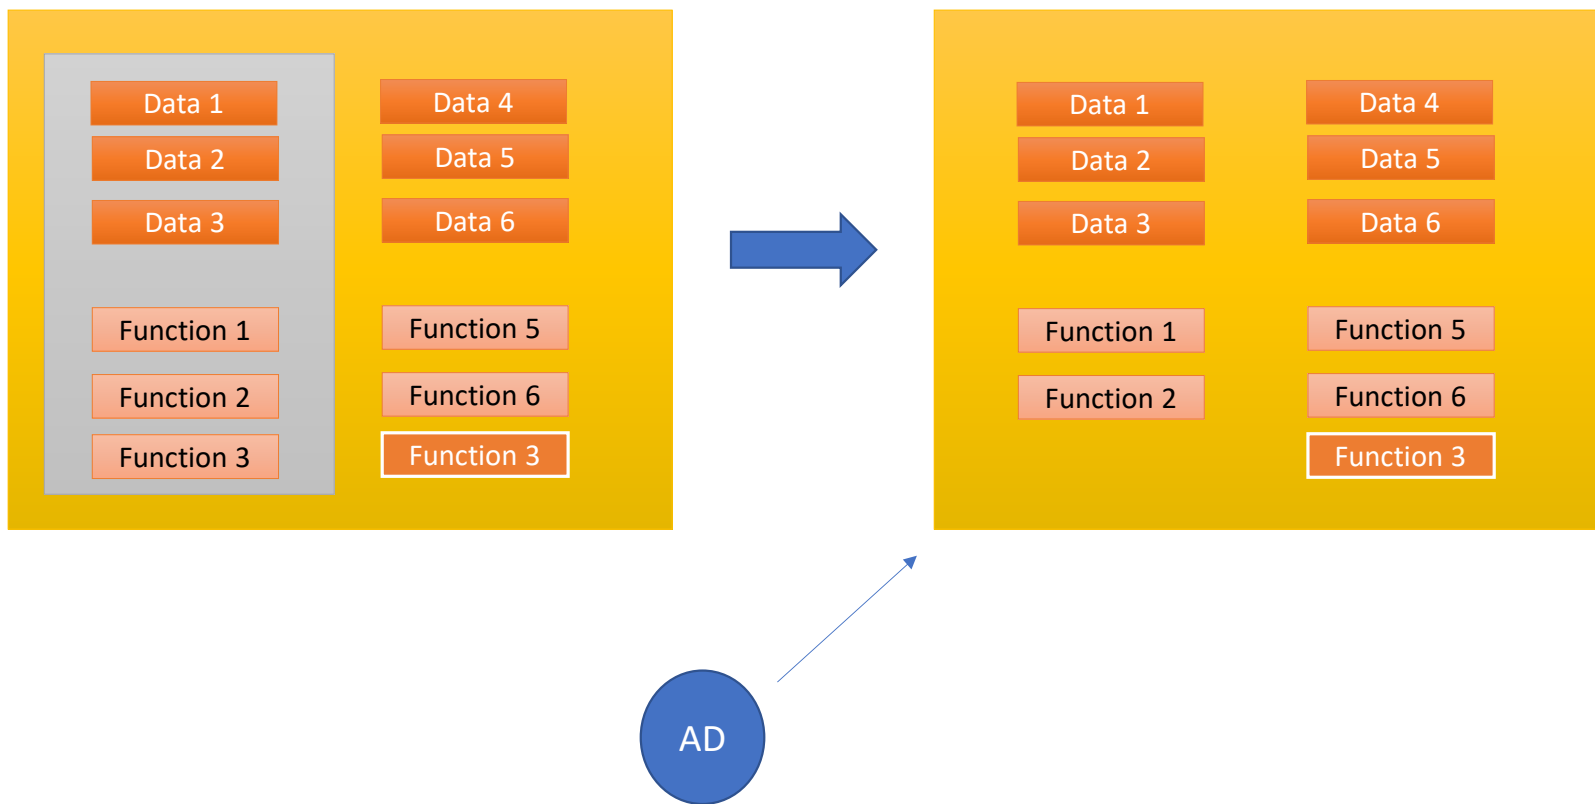 Data 1
Data 2
Data 3
Function 1
Function 2
Function 3
Data 4
Data 5
Data 6
Function 5
Function 6
Function 3
Data 1
Data 2
Data 3
Function 1
Function 2
Data 4
Data 5
Data 6
Function 5
Function 6
Function 3
AD